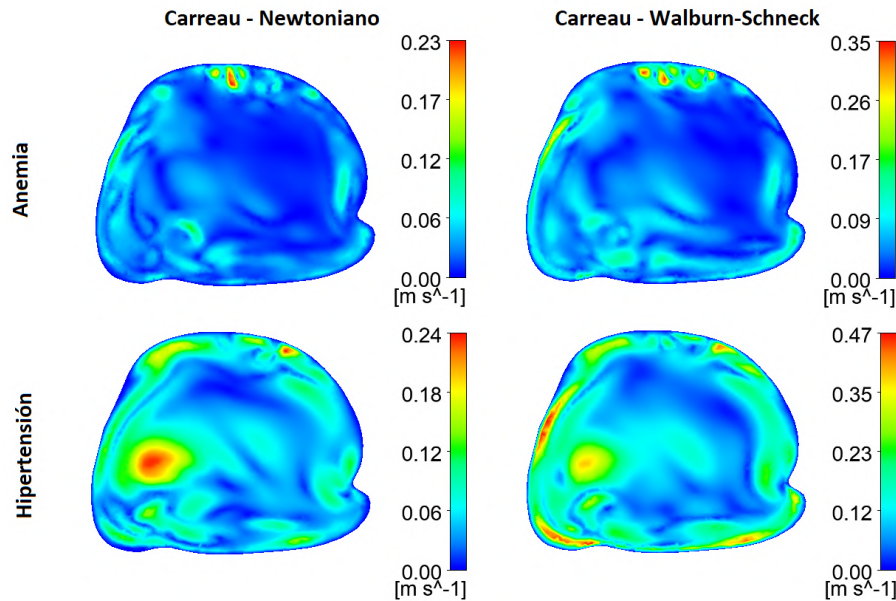 Carreau - Newtoniano
Carreau - Walburn-Schneck
Anemia
0.23
0.17
0.12
0.06
0.00
[m s^-1]
0.35
0.26
0.17
0.09
0.00
[m s^-1]
Hipertensión
0.24
0.18
0.12
0.06
0.00
[m s^-1]
0.47
0.35
0.23
0.12
0.00
[m s^-1]